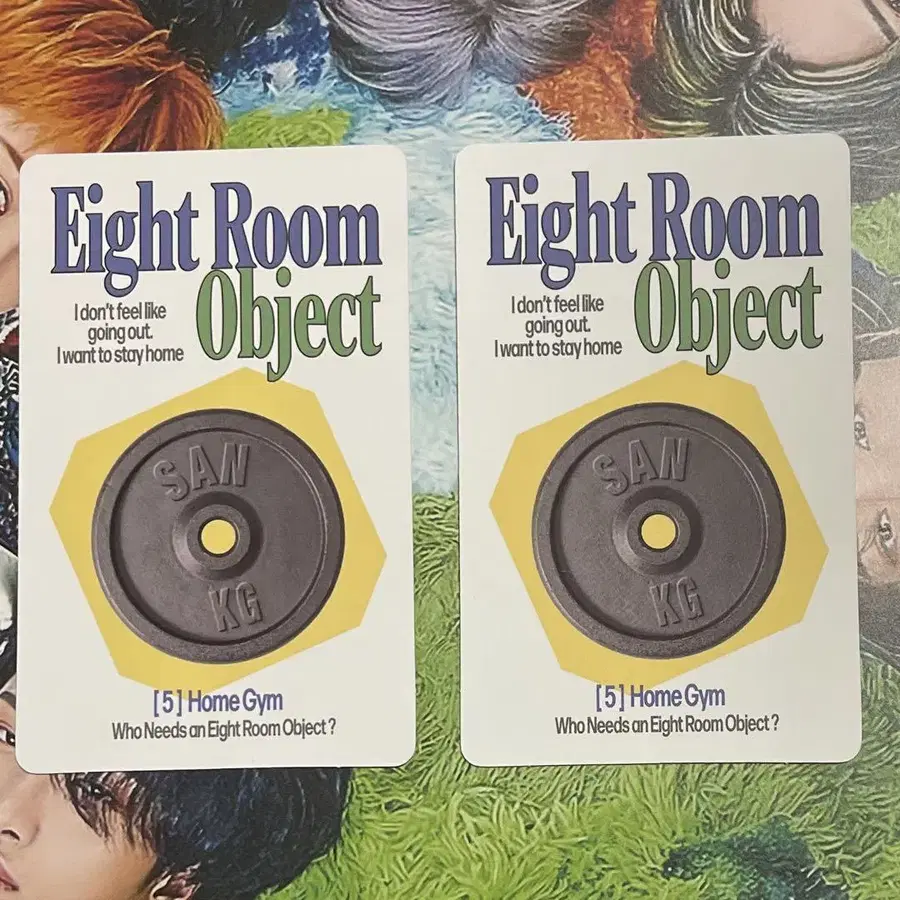 Eight Room
Object
I don't feel like
going out.
I want to stay home
SAN
KG
[ 5 ] Home Gym
Who Needs an Eight Room Object ?
Eight Room
Object
I don't feel like
going out.
I want to stay home
SAN
KG
[ 5 ] Home Gym
Who Needs an Eight Room Object ?